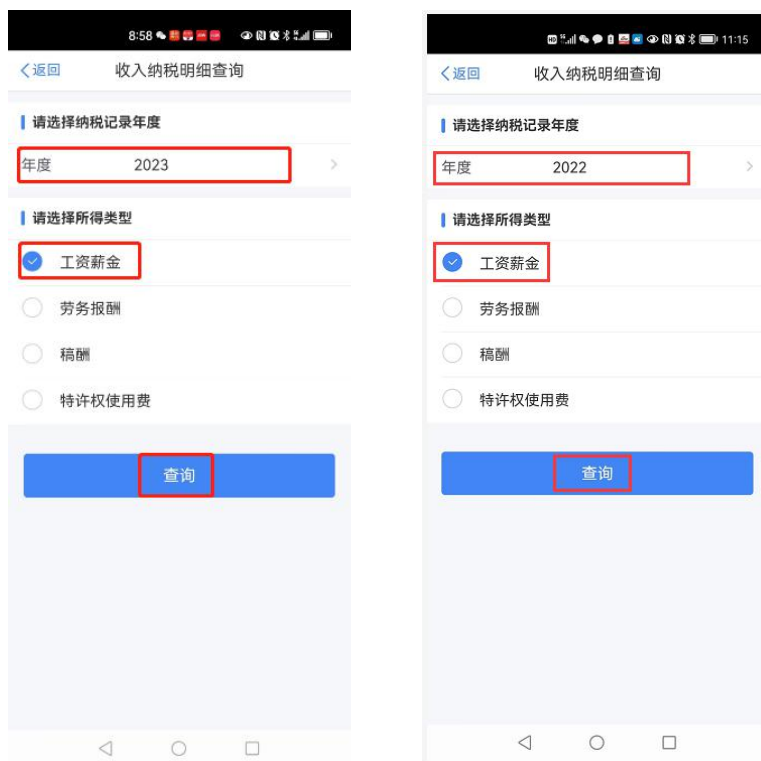 8:58
返回
收入纳税明细查询
请选择纳税记录年度
年度 2023
请选择所得类型
工资薪金
劳务报酬
稿酬
特许权使用费
查询
11:15
返回
收入纳税明细查询
请选择纳税记录年度
年度 2022
请选择所得类型
工资薪金
劳务报酬
稿酬
特许权使用费
查询